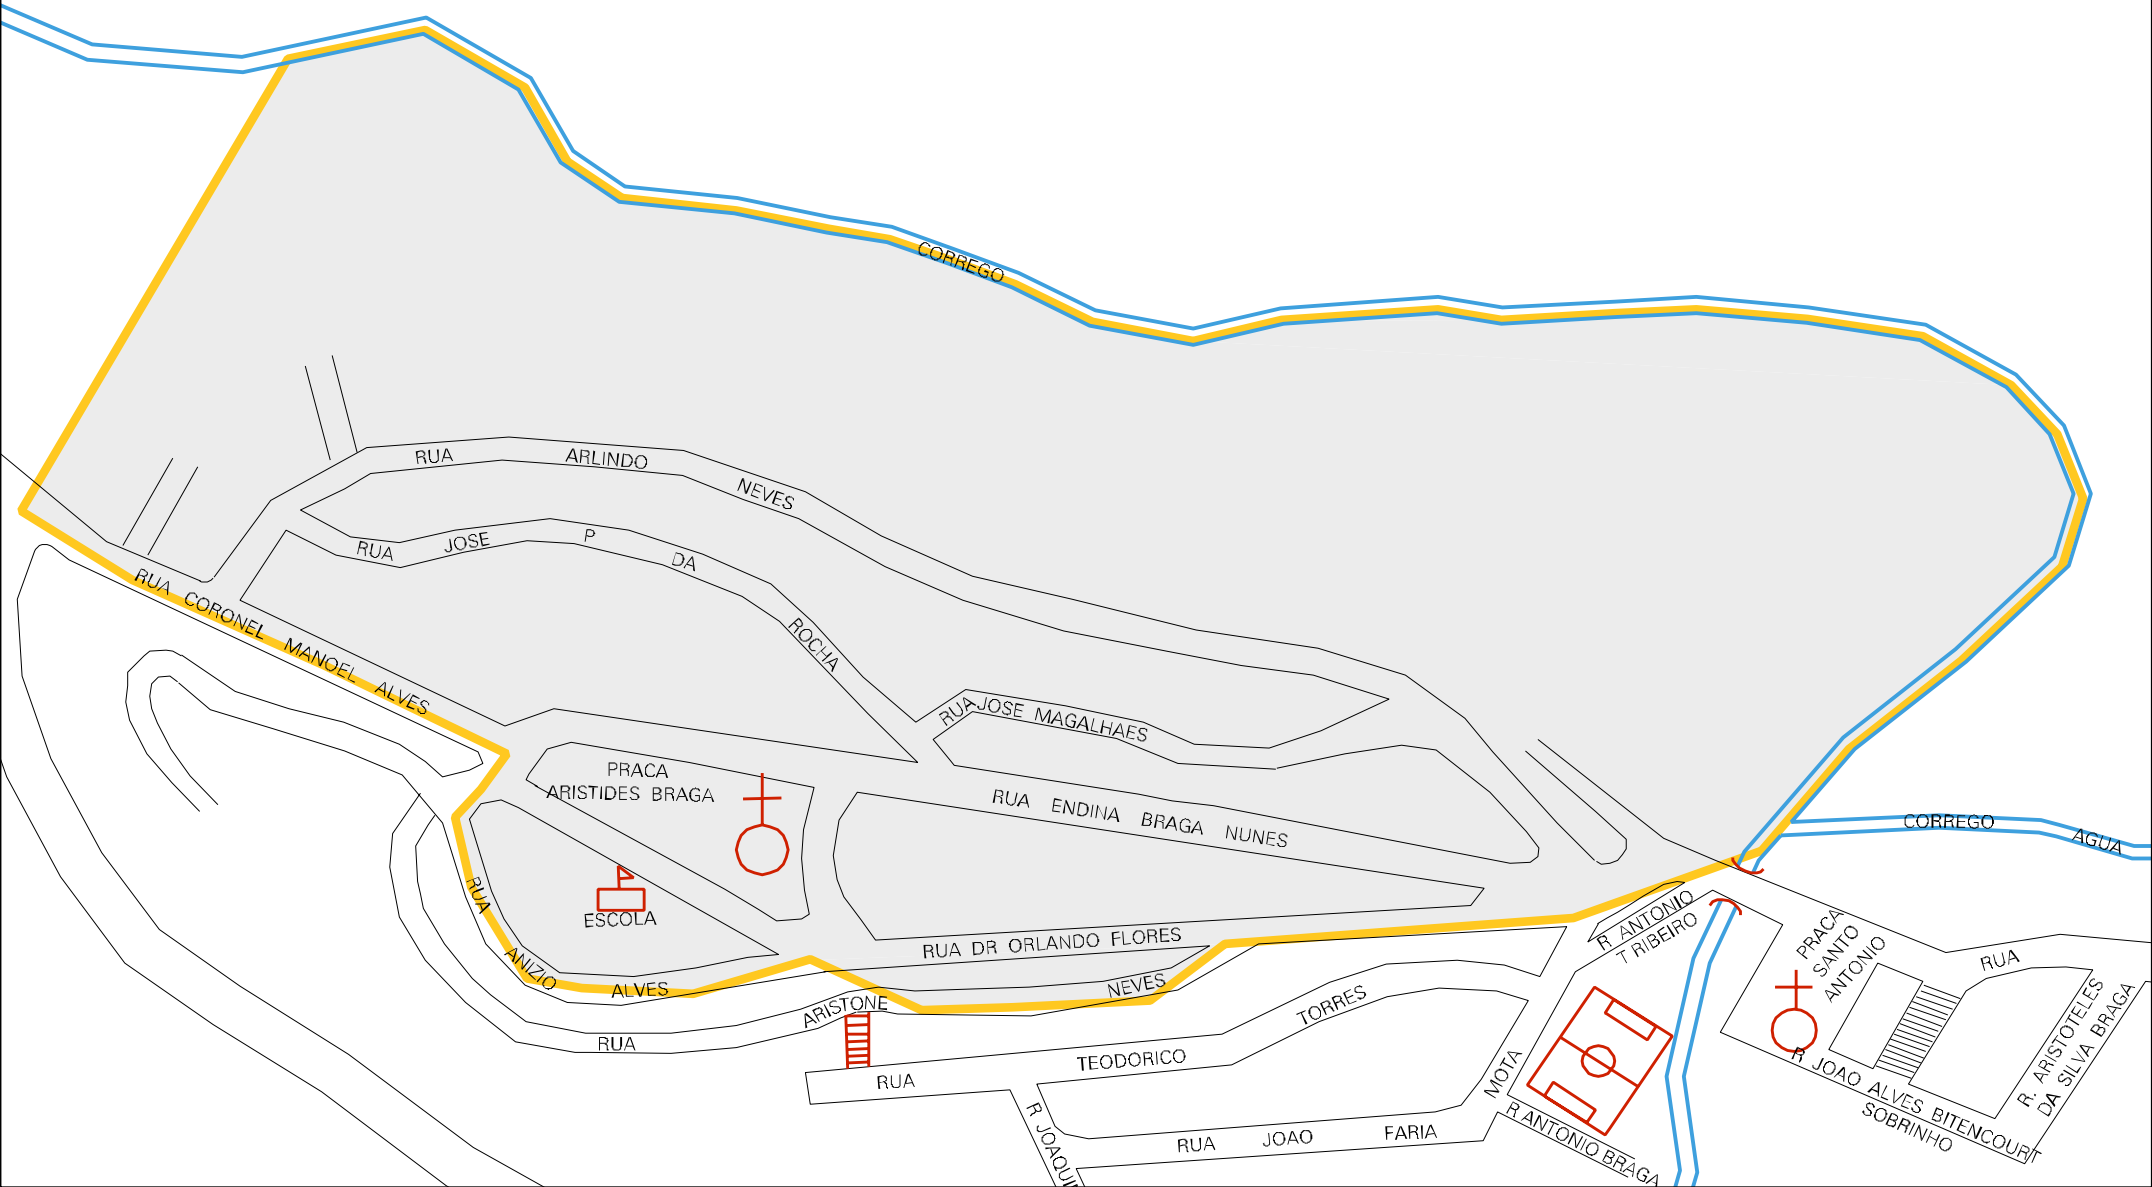 CORREGO
RUA ARLINDO NEVES
RUA JOSE P DA ROCHA
RUA CORONEL MANOEL ALVES
RUA JOSE MAGALHAES
PRACA
ARISTIDES BRAGA
RUA ENDINA BRAGA NUNES
CORREGO AGUA
ESCOLA
RUA ANIZIO ALVES
RUA DR ORLANDO FLORES
RUA ARISTONE NEVES
R ANTONIO
T RIBEIRO
PRACA
SANTO
ANTONIO
RUA
RUA TEODORICO TORRES
R. ARISTOTELES
DA SILVA BRAGA
MOTA
R JOAO ALVES BITENCOURT
SOBRINHO
R ANTONIO BRAGA
RUA JOAO FARIA
R JOAQUI